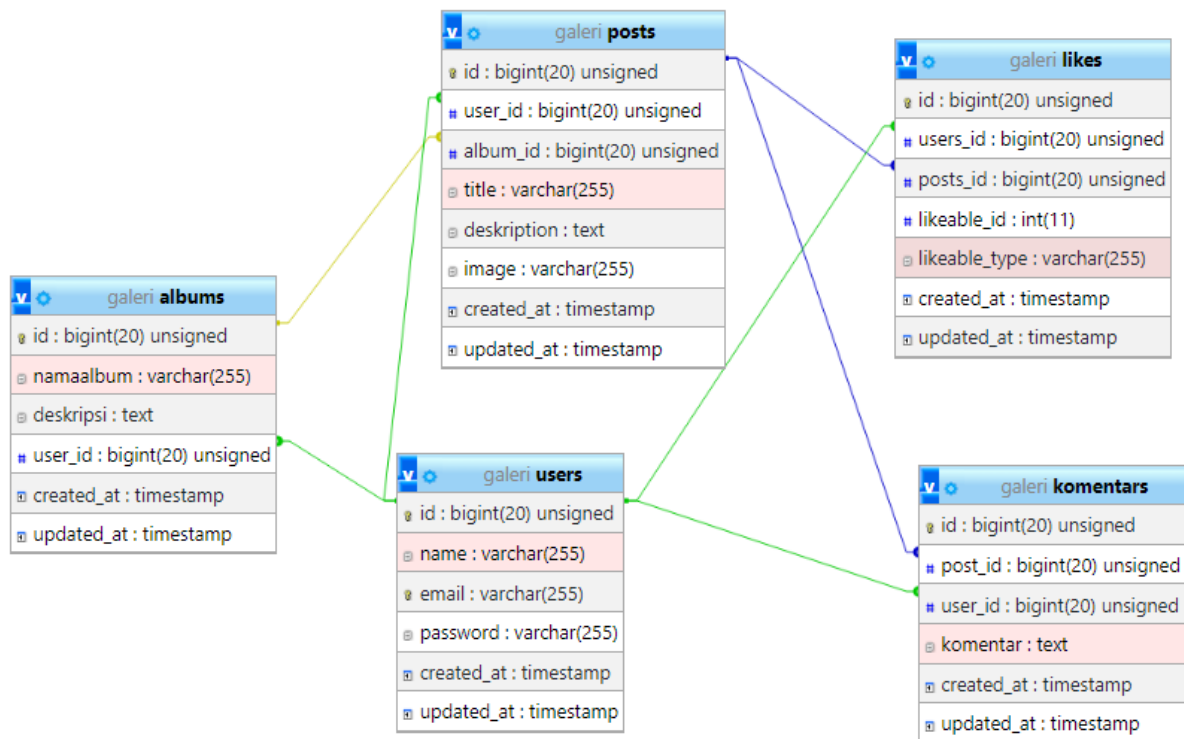 galeri posts
id : bigint(20) unsigned
user_id : bigint(20) unsigned
album_id : bigint(20) unsigned
title : varchar(255)
deskription : text
image : varchar(255)
created_at : timestamp
updated_at : timestamp
galeri likes
id : bigint(20) unsigned
users_id : bigint(20) unsigned
posts_id : bigint(20) unsigned
likeable_id : int(11)
likeable_type : varchar(255)
created_at : timestamp
updated_at : timestamp
galeri albums
id : bigint(20) unsigned
namaalbum : varchar(255)
deskripsi : text
user_id : bigint(20) unsigned
created_at : timestamp
updated_at : timestamp
galeri users
id : bigint(20) unsigned
name : varchar(255)
email : varchar(255)
password : varchar(255)
created_at : timestamp
updated_at : timestamp
galeri komentars
id : bigint(20) unsigned
post_id : bigint(20) unsigned
user_id : bigint(20) unsigned
komentar : text
created_at : timestamp
updated_at : timestamp